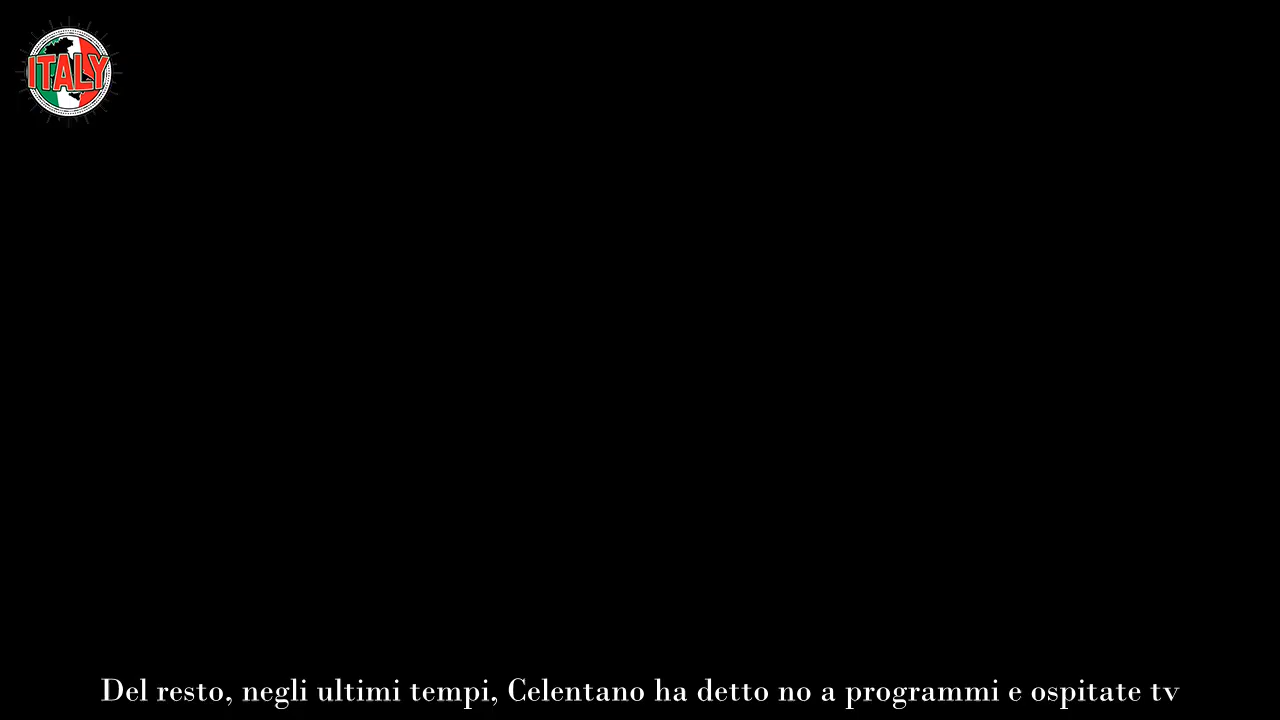 ITALY
Del resto, negli ultimi tempi, Celentano ha detto no a programmi e ospitate tv